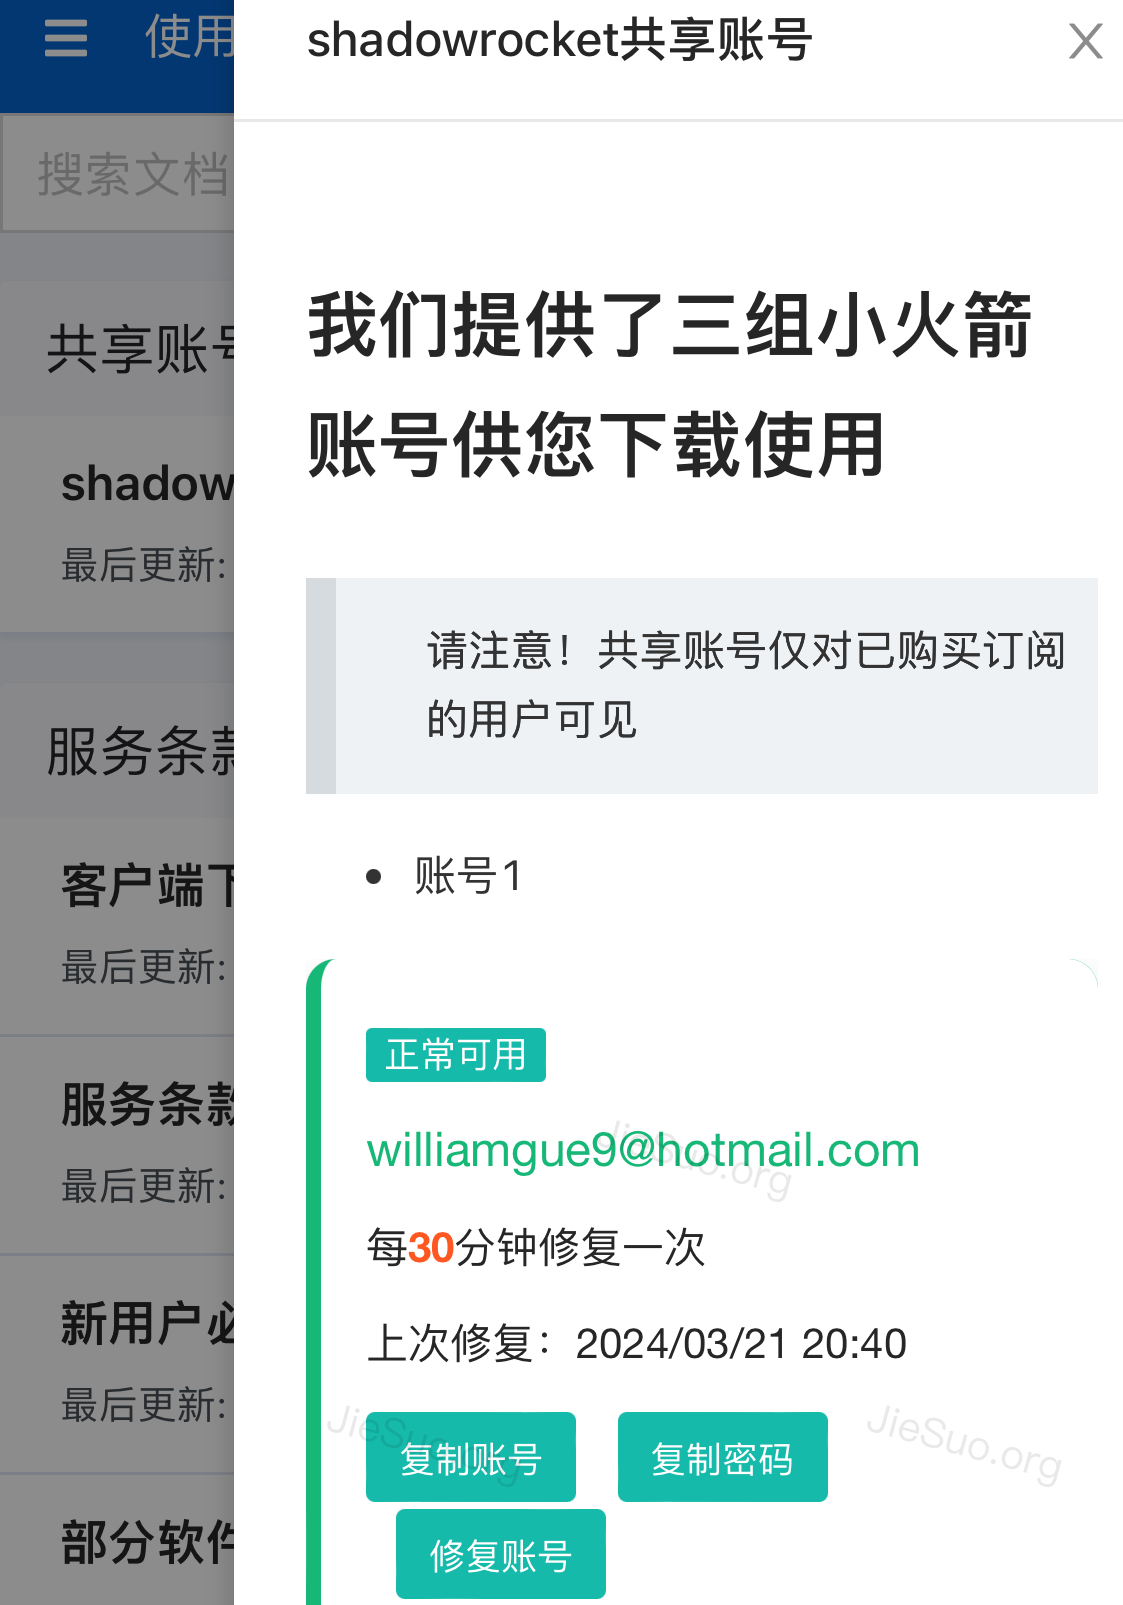 使用
shadowrocket共享账号
搜索文档
我们提供了三组小火箭
账号供您下载使用
共享账号
shadow
最后更新:
请注意！共享账号仅对已购买订阅
的用户可见
服务条款
账号1
客户端下
最后更新:
正常可用
williamgue9@hotmail.com
JieSuo.org
服务条款
最后更新:
每30分钟修复一次
上次修复：2024/03/21 20:40
新用户必
最后更新:
JieSuo.org
JieSuo.org
复制账号
复制密码
部分软件
修复账号